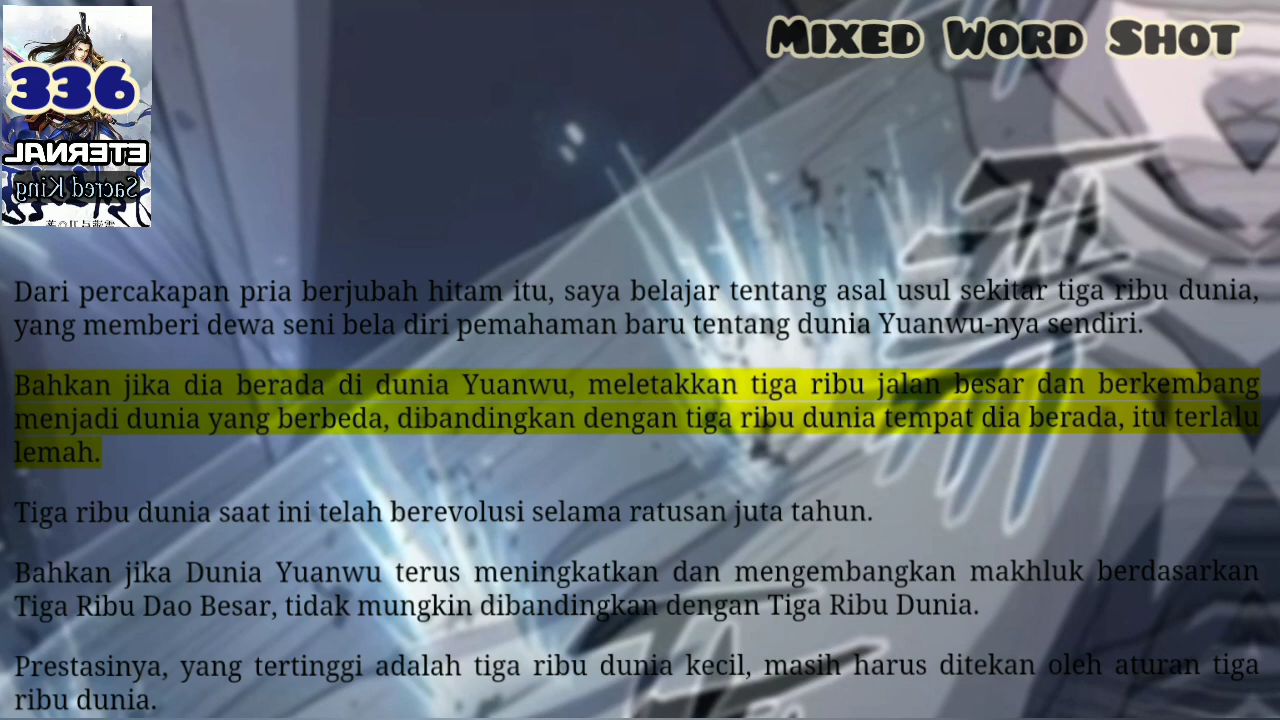 Mixed Word Shot
336
ETERNAL
Sacred King
Dari percakapan pria berjubah hitam itu, saya belajar tentang asal usul sekitar tiga ribu dunia,
yang memberi dewa seni bela diri pemahaman baru tentang dunia Yuanwu-nya sendiri.
Bahkan jika dia berada di dunia Yuanwu, meletakkan tiga ribu jalan besar dan berkembang
menjadi dunia yang berbeda, dibandingkan dengan tiga ribu dunia tempat dia berada, itu terlalu
lemah.
Tiga ribu dunia saat ini telah berevolusi selama ratusan juta tahun.
Bahkan jika Dunia Yuanwu terus meningkatkan dan mengembangkan makhluk berdasarkan
Tiga Ribu Dao Besar, tidak mungkin dibandingkan dengan Tiga Ribu Dunia.
Prestasinya, yang tertinggi adalah tiga ribu dunia kecil, masih harus ditekan oleh aturan tiga
ribu dunia.